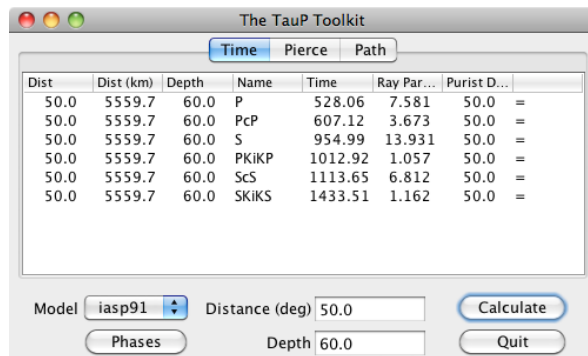 The TauP Toolkit
Time Pierce Path
Dist Dist (km) Depth Name Time Ray Par... Purist D...
50.0 5559.7 60.0 P 528.06 7.581 50.0 =
50.0 5559.7 60.0 PcP 607.12 3.673 50.0 =
50.0 5559.7 60.0 S 954.99 13.931 50.0 =
50.0 5559.7 60.0 PKiKP 1012.92 1.057 50.0 =
50.0 5559.7 60.0 ScS 1113.65 6.812 50.0 =
50.0 5559.7 60.0 SKiKS 1433.51 1.162 50.0 =
Model iasp91 Distance (deg) 50.0 Calculate
Phases Depth 60.0 Quit